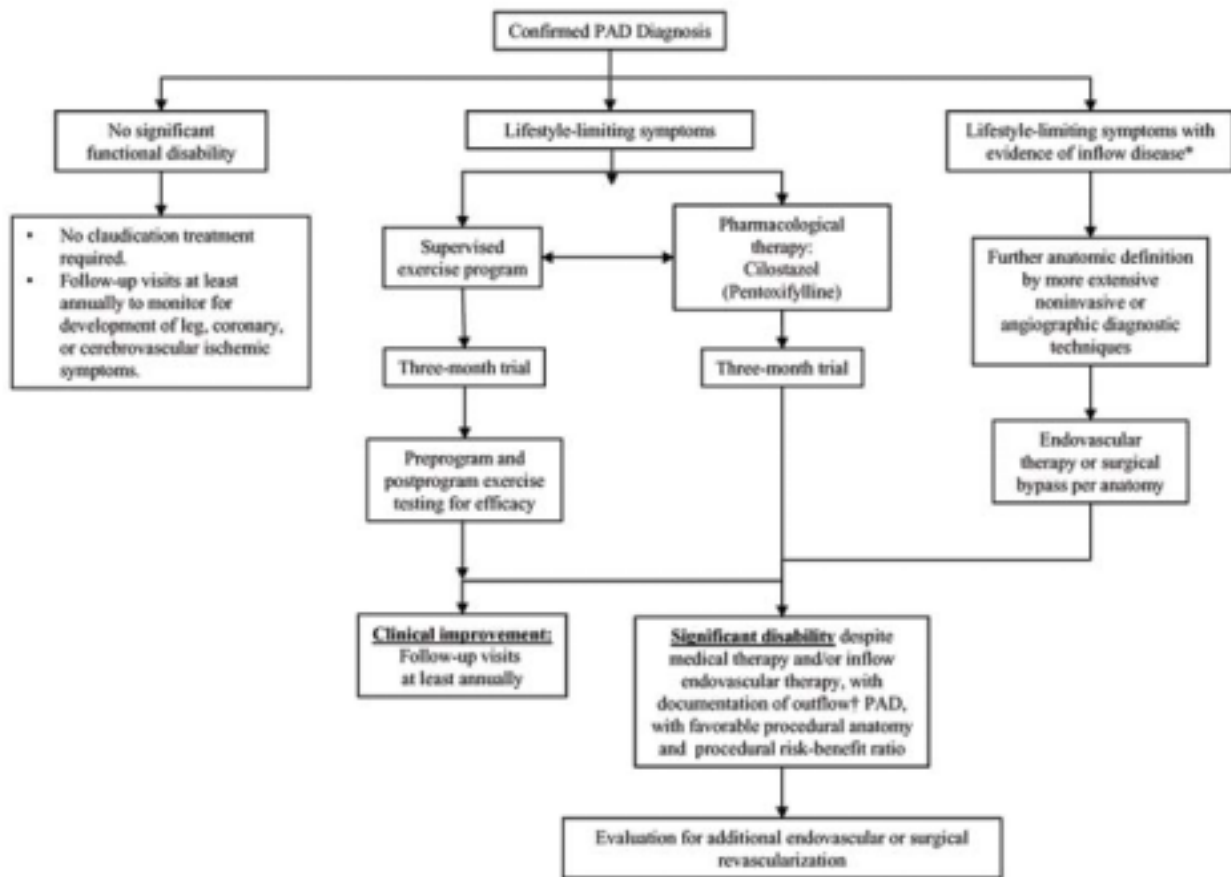 Confirmed PAD Diagnosis
No significant
functional disability
Lifestyle-limiting symptoms
Lifestyle-limiting symptoms with
evidence of inflow disease*
• No claudication treatment
required.
• Follow-up visits at least
annually to monitor for
development of leg, coronary,
or cerebrovascular ischemic
symptoms.
Supervised
exercise program
Pharmacological
therapy:
Cilostazol
(Pentoxifylline)
Further anatomic definition
by more extensive
noninvasive or
angiographic diagnostic
techniques
Three-month trial
Three-month trial
Preprogram and
postprogram exercise
testing for efficacy
Endovascular
therapy or surgical
bypass per anatomy
Clinical improvement:
Follow-up visits
at least annually
Significant disability despite
medical therapy and/or inflow
endovascular therapy, with
documentation of outflow† PAD,
with favorable procedural anatomy
and procedural risk-benefit ratio
Evaluation for additional endovascular or surgical
revascularization